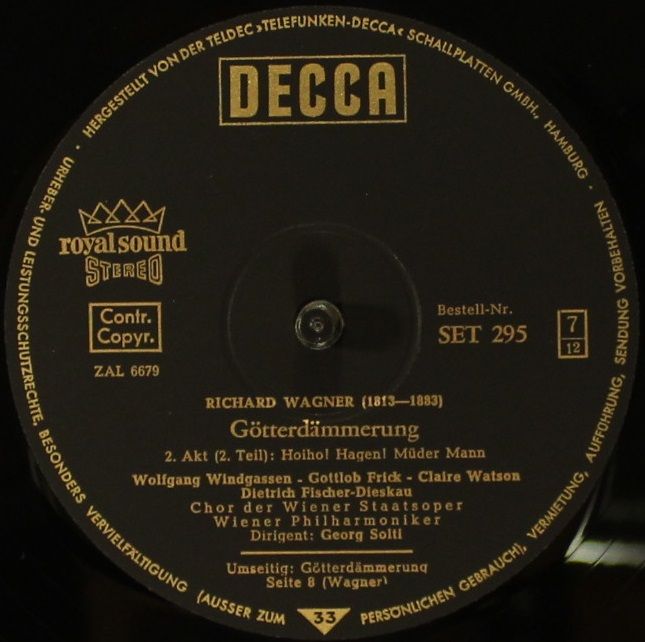 · HERGESTELLT VON DER TELDEC »TELEFUNKEN-DECCA« SCHALLPLATTEN GMBH., HAMBURG ·
URHEBER- UND LEISTUNGSSCHUTZRECHTE, BESONDERS VERVIELFÄLTIGUNG (AUSSER ZUM PERSÖNLICHEN GEBRAUCH), VERMIETUNG, AUFFÜHRUNG, SENDUNG VORBEHALTEN
DECCA
royal sound
STEREO
Contr.
Copyr.
ZAL 6679
Bestell-Nr.
SET 295
7
12
RICHARD WAGNER (1813—1883)
Götterdämmerung
2. Akt (2. Teil): Hoiho! Hagen! Müder Mann
Wolfgang Windgassen - Gottlob Frick - Claire Watson
Dietrich Fischer-Dieskau
Chor der Wiener Staatsoper
Wiener Philharmoniker
Dirigent: Georg Solti
Umseitig: Götterdämmerung
Seite 8 (Wagner)
33